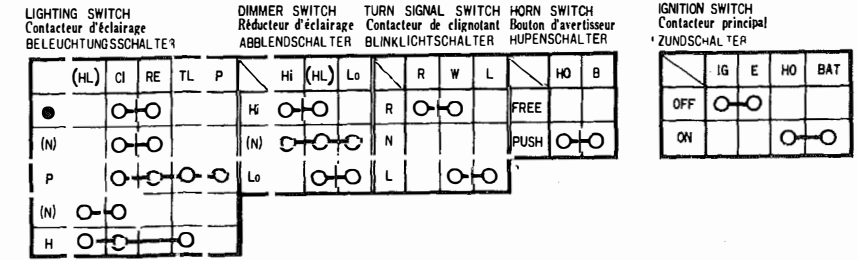 LIGHTING SWITCH
Contacteur d'éclairage
BELEUCHTUNGSSCHALTER
(HL) CI RE TL P
(N)
P
(N)
H
DIMMER SWITCH
Réducteur d'éclairage
ABBLENDSCHALTER
Hi (HL) Lo
Hi
(N)
Lo
TURN SIGNAL SWITCH
Contacteur de clignotant
BLINKLICHTSCHALTER
R W L
R
N
L
HORN SWITCH
Bouton d'avertisseur
HUPENSCHALTER
HO B
FREE
PUSH
IGNITION SWITCH
Contacteur principal
ZUNDSCHALTER
IG E HO BAT
OFF
ON